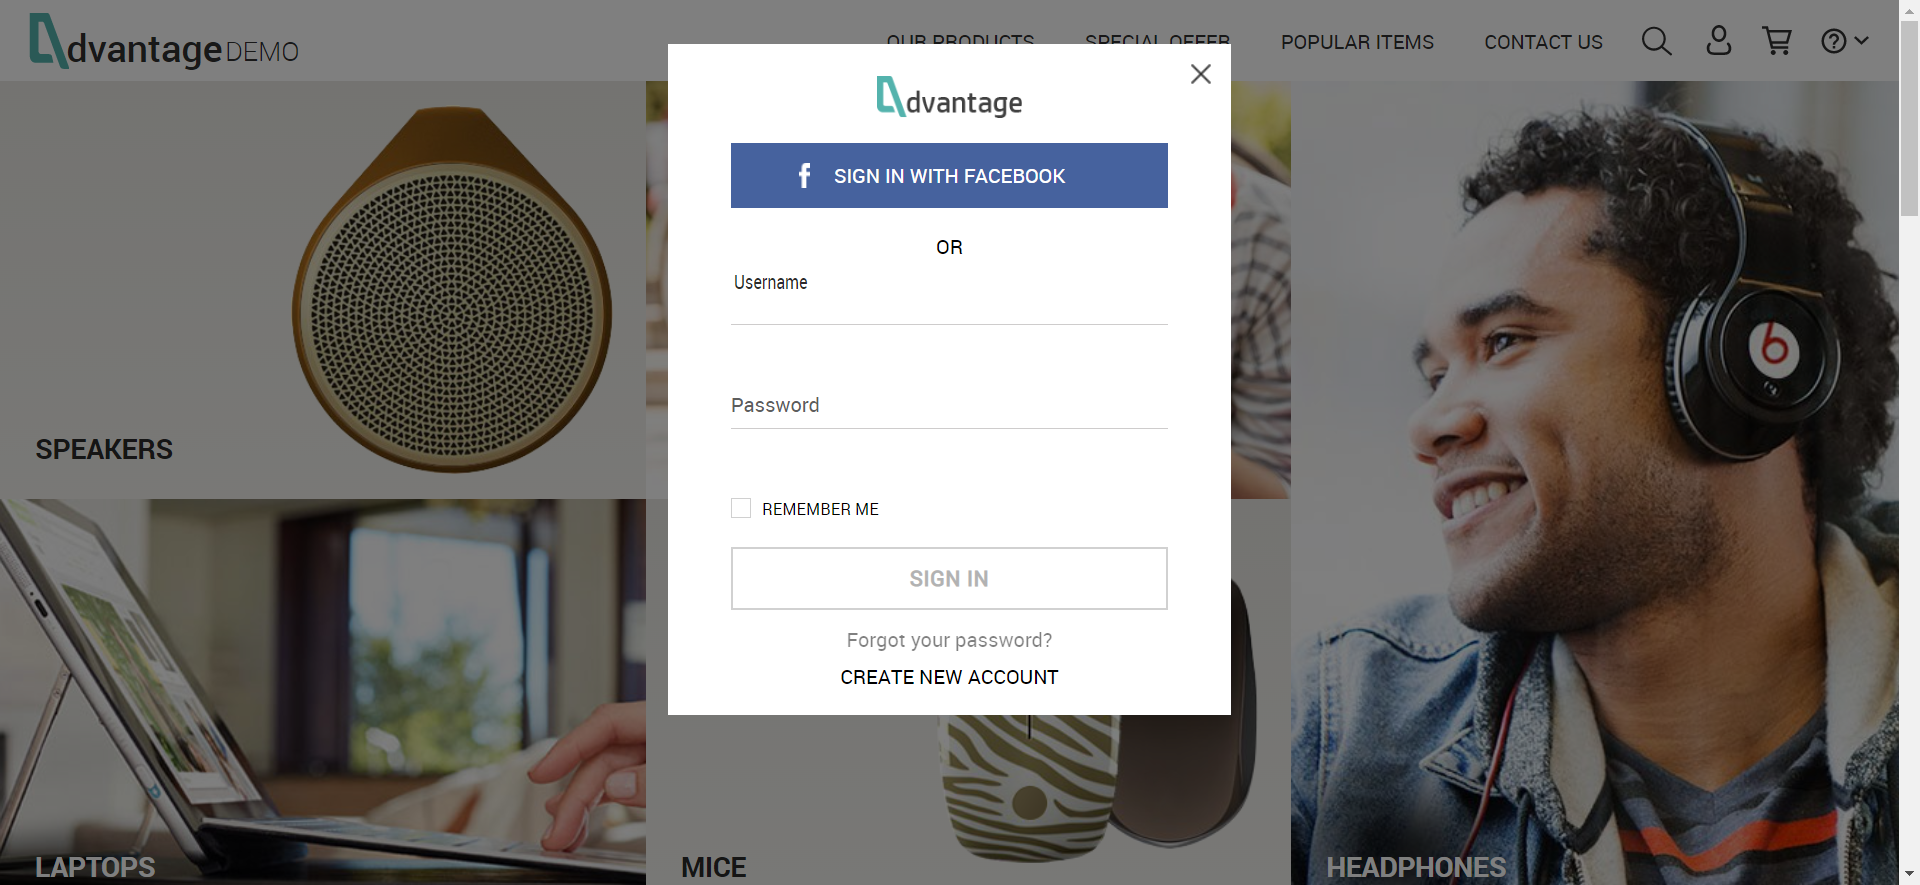 dvantage DEMO
OUR PRODUCTS SPECIAL OFFER POPULAR ITEMS CONTACT US
dvantage
SIGN IN WITH FACEBOOK
OR
Username
Password
REMEMBER ME
SIGN IN
Forgot your password?
CREATE NEW ACCOUNT
SPEAKERS
LAPTOPS
MICE
HEADPHONES